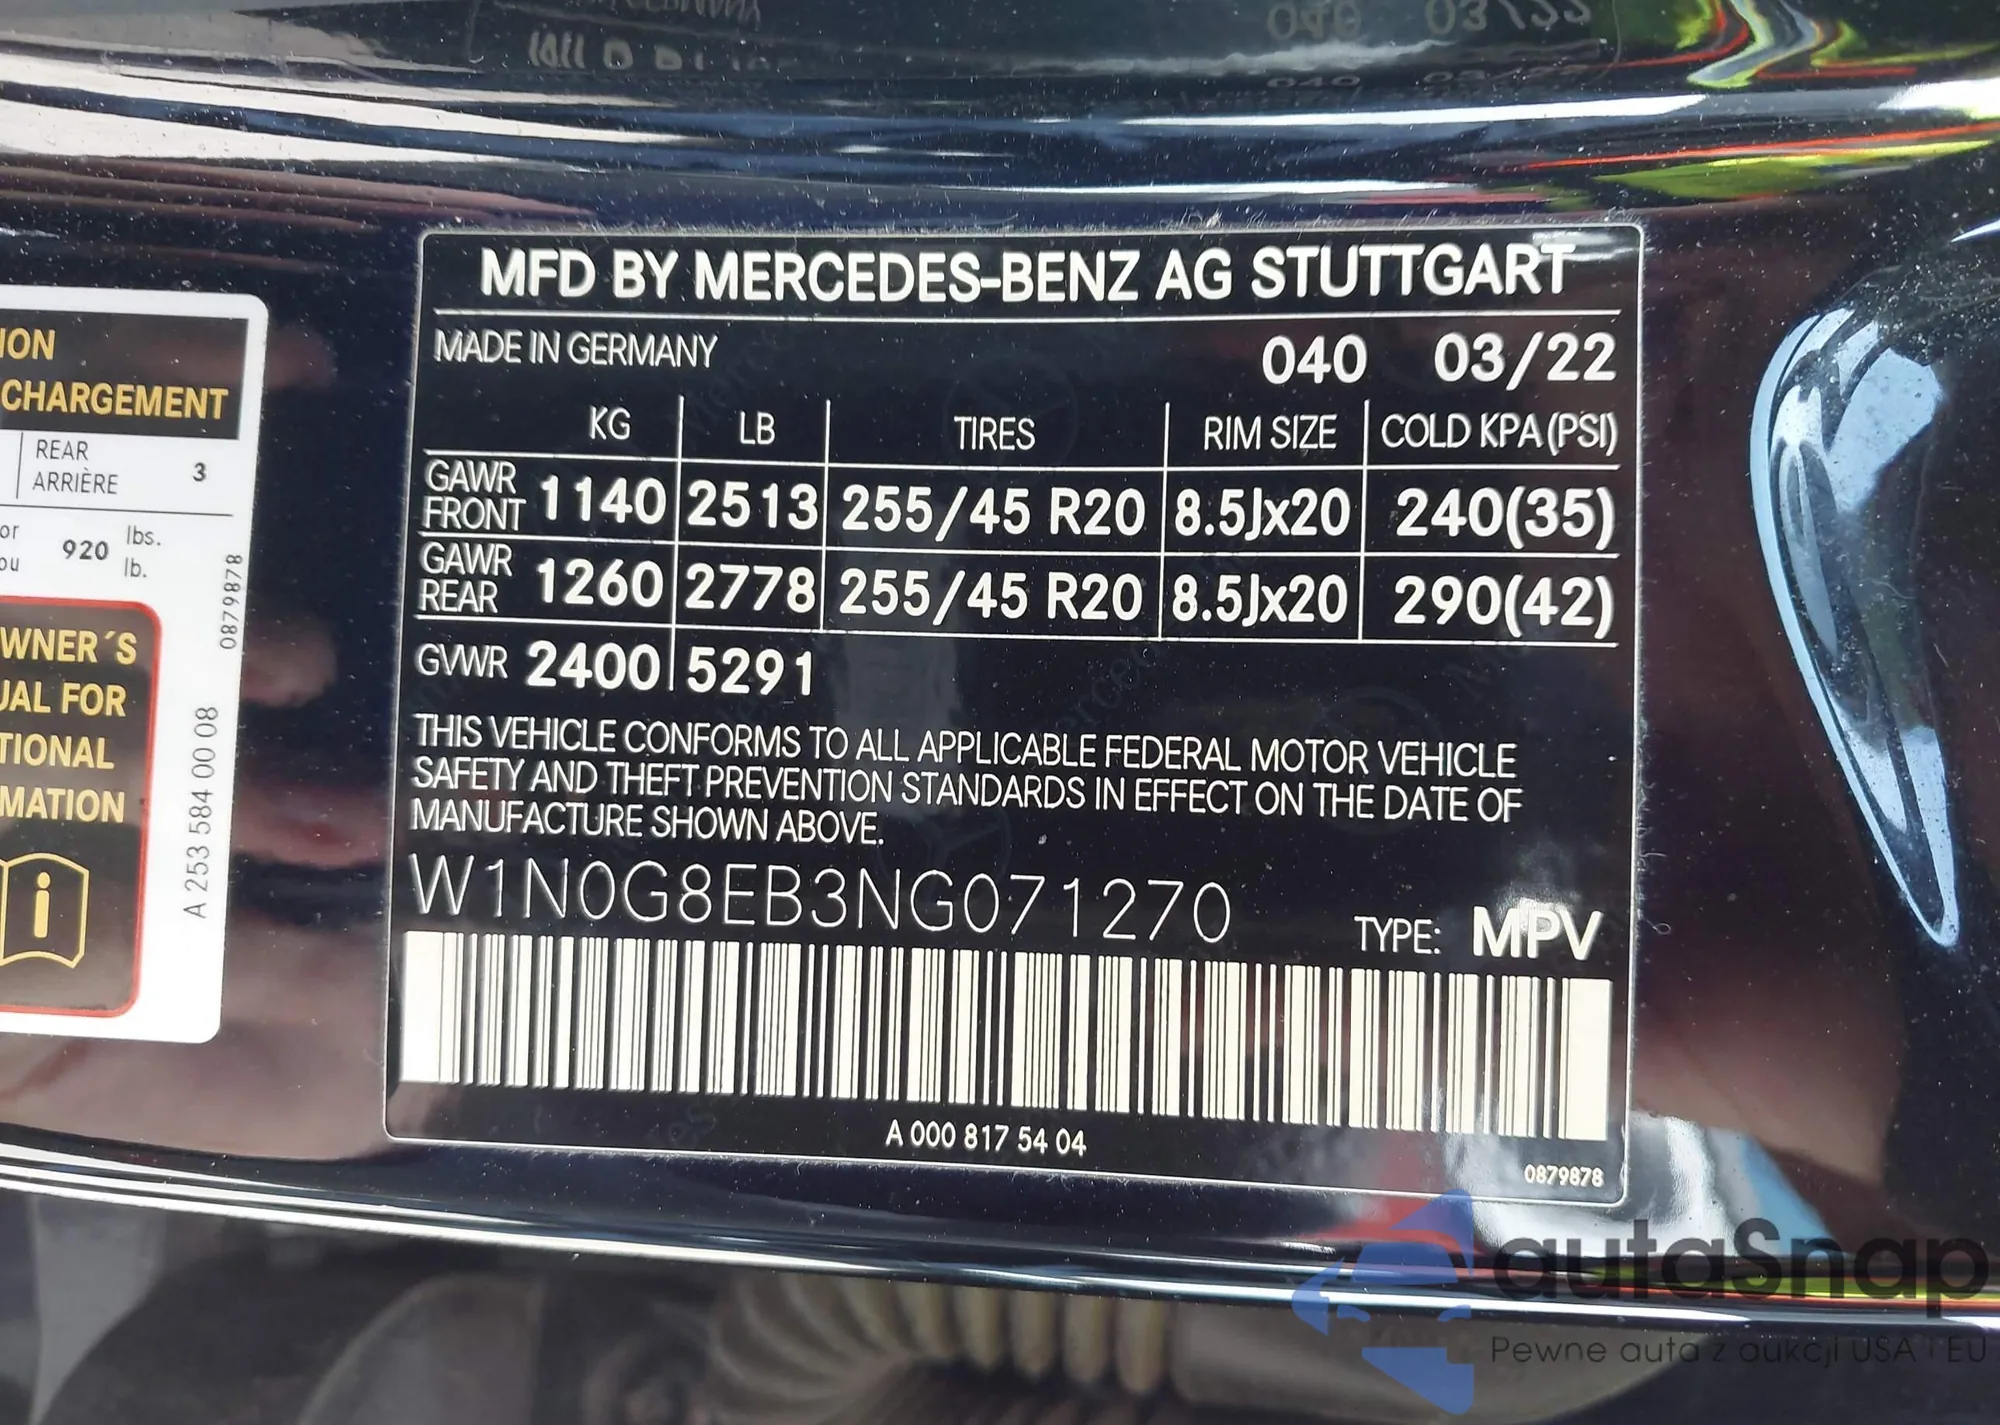 MFD BY MERCEDES-BENZ AG STUTTGART
MADE IN GERMANY 040 03/22
KG LB TIRES RIM SIZE COLD KPA(PSI)
GAWR FRONT 1140 2513 255/45 R20 8.5Jx20 240(35)
GAWR REAR 1260 2778 255/45 R20 8.5Jx20 290(42)
GVWR 2400 5291
THIS VEHICLE CONFORMS TO ALL APPLICABLE FEDERAL MOTOR VEHICLE
SAFETY AND THEFT PREVENTION STANDARDS IN EFFECT ON THE DATE OF
MANUFACTURE SHOWN ABOVE.
W1N0G8EB3NG071270 TYPE: MPV
A 000 817 54 04
0879878
ION
CHARGEMENT
REAR
ARRIÈRE 3
or 920 lbs.
ou lb.
WNER´S
UAL FOR
TIONAL
MATION
i
0879878
A 253 584 00 08
040 03/22
autaSnap
Pewne auta z aukcji USA i EU